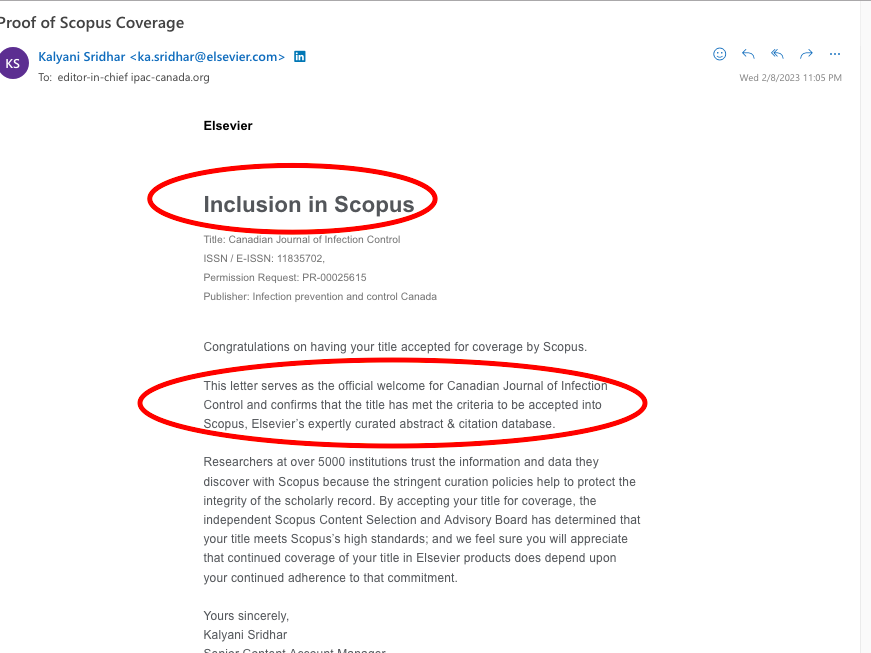 Proof of Scopus Coverage
KS
Kalyani Sridhar <ka.sridhar@elsevier.com>
To: editor-in-chief ipac-canada.org
Wed 2/8/2023 11:05 PM
Elsevier
Inclusion in Scopus
Title: Canadian Journal of Infection Control
ISSN / E-ISSN: 11835702,
Permission Request: PR-00025615
Publisher: Infection prevention and control Canada
Congratulations on having your title accepted for coverage by Scopus.
This letter serves as the official welcome for Canadian Journal of Infection
Control and confirms that the title has met the criteria to be accepted into
Scopus, Elsevier's expertly curated abstract & citation database.
Researchers at over 5000 institutions trust the information and data they
discover with Scopus because the stringent curation policies help to protect the
integrity of the scholarly record. By accepting your title for coverage, the
independent Scopus Content Selection and Advisory Board has determined that
your title meets Scopus's high standards; and we feel sure you will appreciate
that continued coverage of your title in Elsevier products does depend upon
your continued adherence to that commitment.
Yours sincerely,
Kalyani Sridhar
Senior Content Account Manager